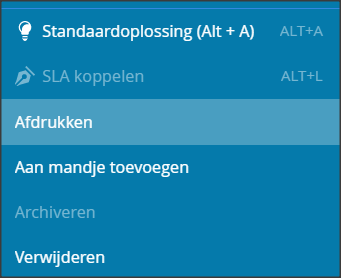 Standaardoplossing (Alt + A) ALT+A
SLA koppelen ALT+L
Afdrukken
Aan mandje toevoegen
Archiveren
Verwijderen